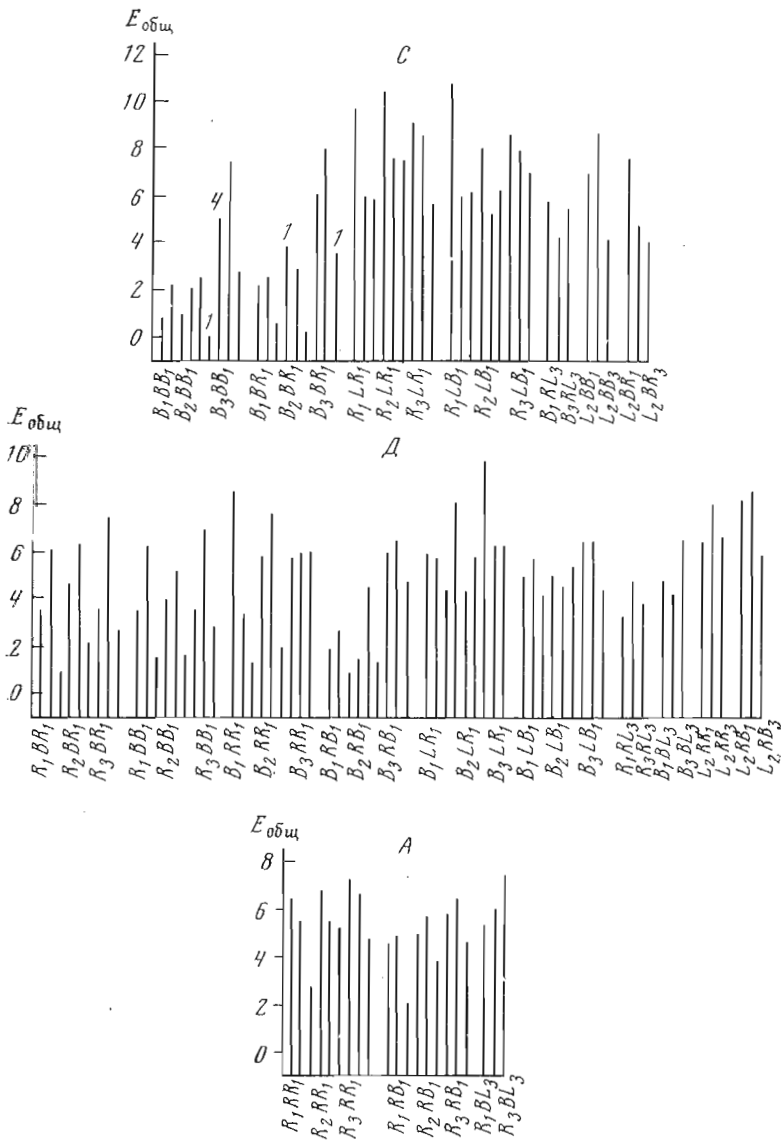 E общ
C
12
10
8
6
4
2
0
4
1
1
1
B₁BB₁ B₂BB₁ B₃BB₁ B₁BR₁ B₂BR₁ B₃BR₁ R₁LR₁ R₂LR₁ R₃LR₁ R₁LB₁ R₂LB₁ R₃LB₁ B₁RL₃ B₃RL₃ L₂BB₁ L₂BB₃ L₂BR₁ L₂BR₃
E общ
Д
10
8
6
4
2
0
R₁BR₁ R₂BR₁ R₃BR₁ R₁BB₁ R₂BB₁ R₃BB₁ B₁RR₁ B₂RR₁ B₃RR₁ B₁RB₁ B₂RB₁ B₃RB₁ B₁LR₁ B₂LR₁ B₃LR₁ B₁LB₁ B₂LB₁ B₃LB₁ R₁RL₃ R₃RL₃ B₁BL₃ B₃BL₃ L₂RR₁ L₂RR₃ L₂RB₁ L₂RB₃
E общ
A
8
6
4
2
0
R₁RR₁ R₂RR₁ R₃RR₁ R₁RB₁ R₂RB₁ R₃RB₁ R₁BL₃ R₃BL₃